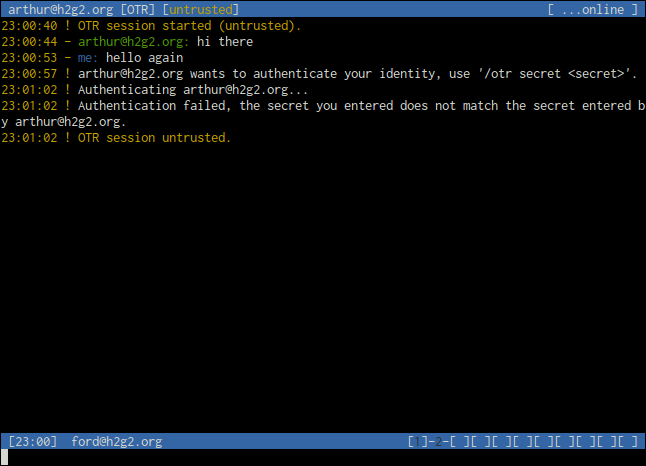 arthur@h2g2.org [OTR] [untrusted] [ ...online ]
23:00:40 ! OTR session started (untrusted).
23:00:44 - arthur@h2g2.org: hi there
23:00:53 - me: hello again
23:00:57 ! arthur@h2g2.org wants to authenticate your identity, use '/otr secret <secret>'.
23:01:02 ! Authenticating arthur@h2g2.org...
23:01:02 ! Authentication failed, the secret you entered does not match the secret entered b
y arthur@h2g2.org.
23:01:02 ! OTR session untrusted.
[23:00] ford@h2g2.org [1]-2-[ ][ ][ ][ ][ ][ ][ ][ ][ ]